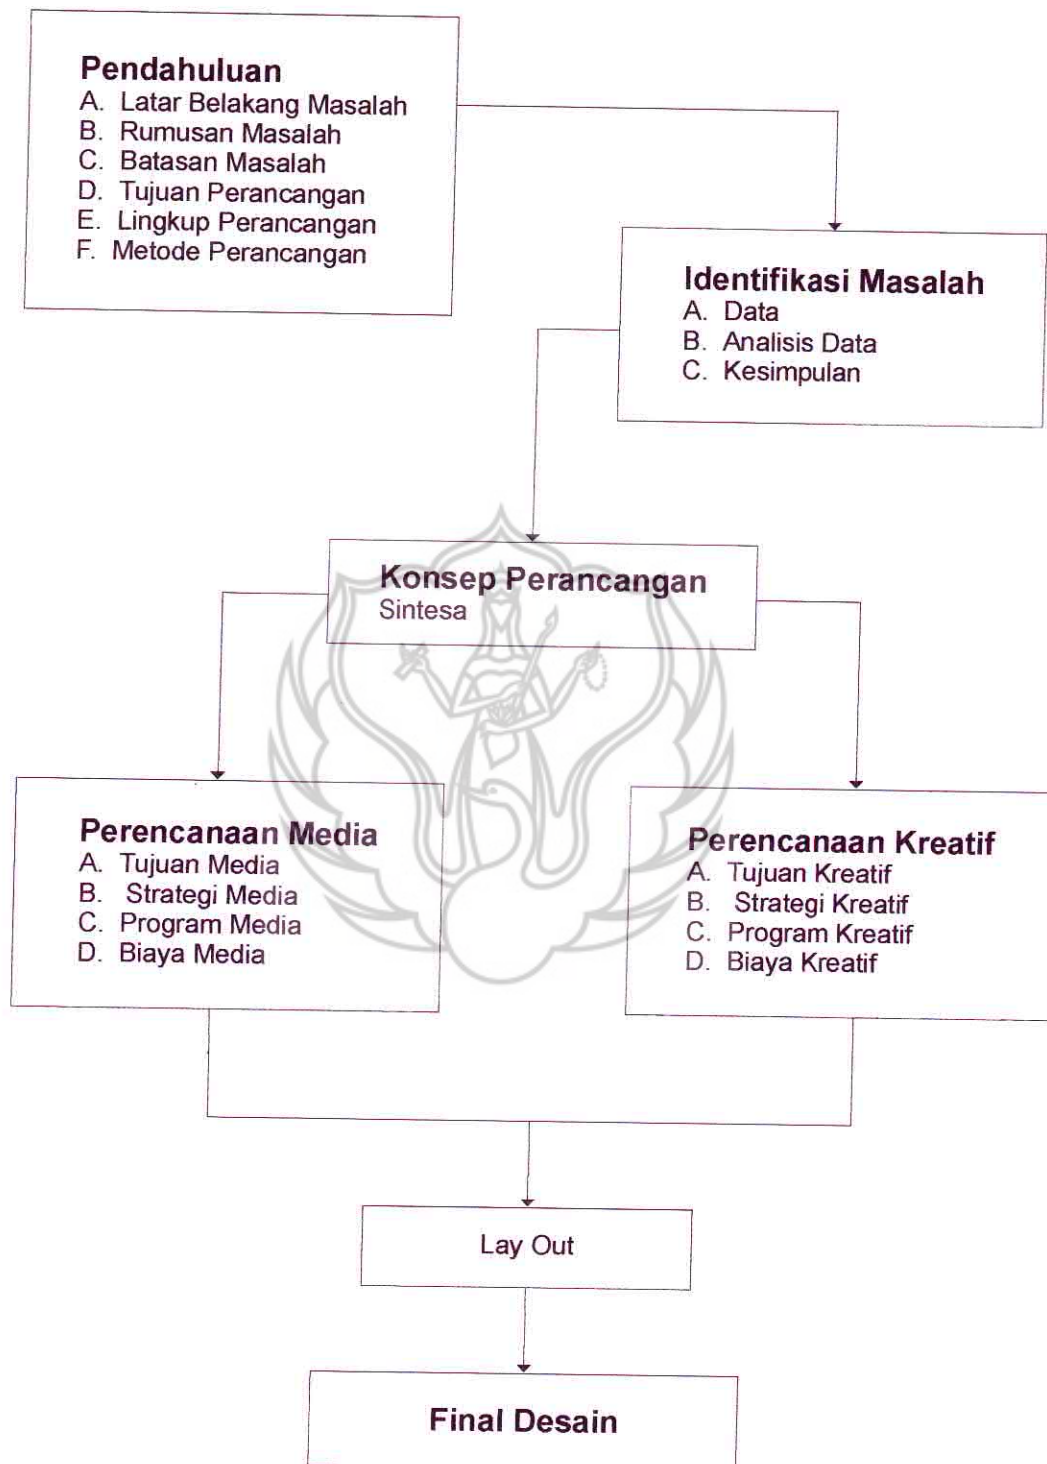 Pendahuluan
A. Latar Belakang Masalah
B. Rumusan Masalah
C. Batasan Masalah
D. Tujuan Perancangan
E. Lingkup Perancangan
F. Metode Perancangan
Identifikasi Masalah
A. Data
B. Analisis Data
C. Kesimpulan
Konsep Perancangan
Sintesa
Perencanaan Media
A. Tujuan Media
B. Strategi Media
C. Program Media
D. Biaya Media
Perencanaan Kreatif
A. Tujuan Kreatif
B. Strategi Kreatif
C. Program Kreatif
D. Biaya Kreatif
Lay Out
Final Desain